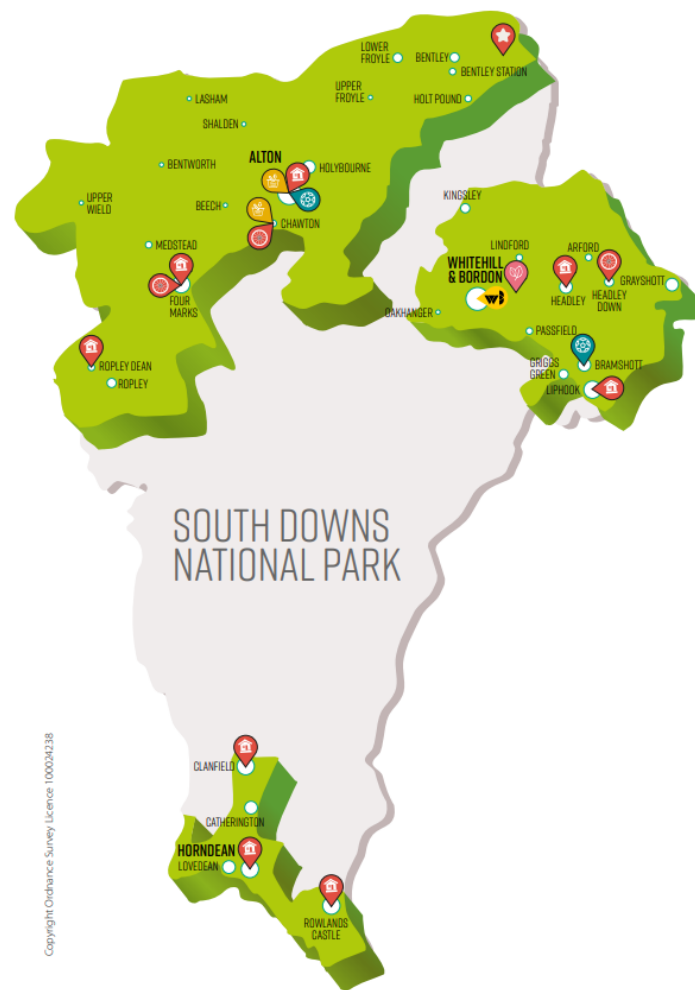 LOWER
FROYLE
BENTLEY
BENTLEY STATION
UPPER
FROYLE
HOLT POUND
LASHAM
SHALDEN
ALTON
HOLYBOURNE
BENTWORTH
UPPER
WIELD
BEECH
CHAWTON
MEDSTEAD
FOUR
MARKS
ROPLEY DEAN
ROPLEY
KINGSLEY
LINDFORD
ARFORD
WHITEHILL
& BORDON
WB
HEADLEY
HEADLEY
DOWN
GRAYSHOTT
OAKHANGER
PASSFIELD
GRIGGS
GREEN
BRAMSHOTT
LIPHOOK
SOUTH DOWNS
NATIONAL PARK
CLANFIELD
CATHERINGTON
HORNDEAN
LOVEDEAN
ROWLANDS
CASTLE
Copyright Ordnance Survey Licence 100024238